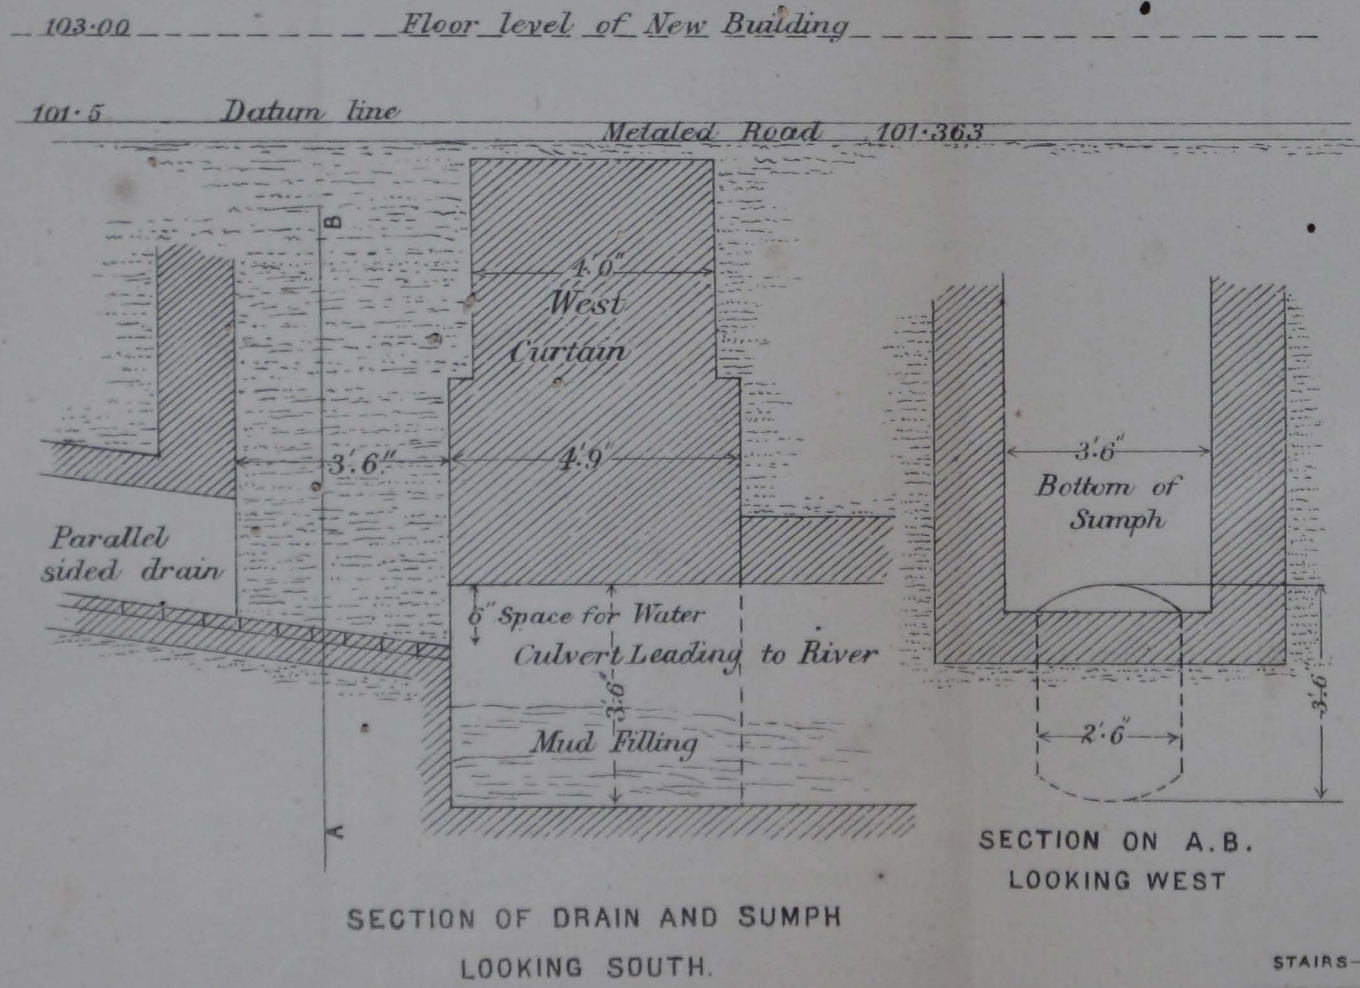 103·00 Floor level of New Building
101·5 Datum line
Metaled Road 101·363
B
4'.0"
West
Curtain
3'.6"
4'.9"
3'.6"
Bottom of
Sumph
Parallel
sided drain
6" Space for Water
Culvert Leading to River
3'.6"
Mud Filling
2'.6"
3'.6"
A
SECTION ON A.B.
LOOKING WEST
SECTION OF DRAIN AND SUMPH
LOOKING SOUTH.
STAIRS